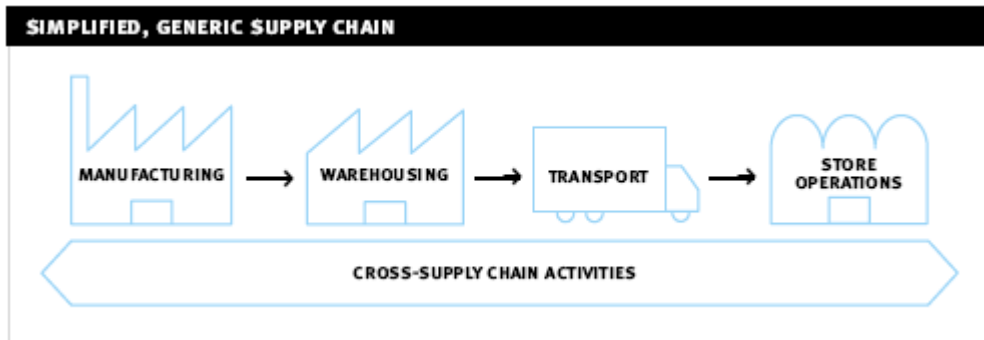 SIMPLIFIED, GENERIC SUPPLY CHAIN
MANUFACTURING
WAREHOUSING
TRANSPORT
STORE
OPERATIONS
CROSS-SUPPLY CHAIN ACTIVITIES